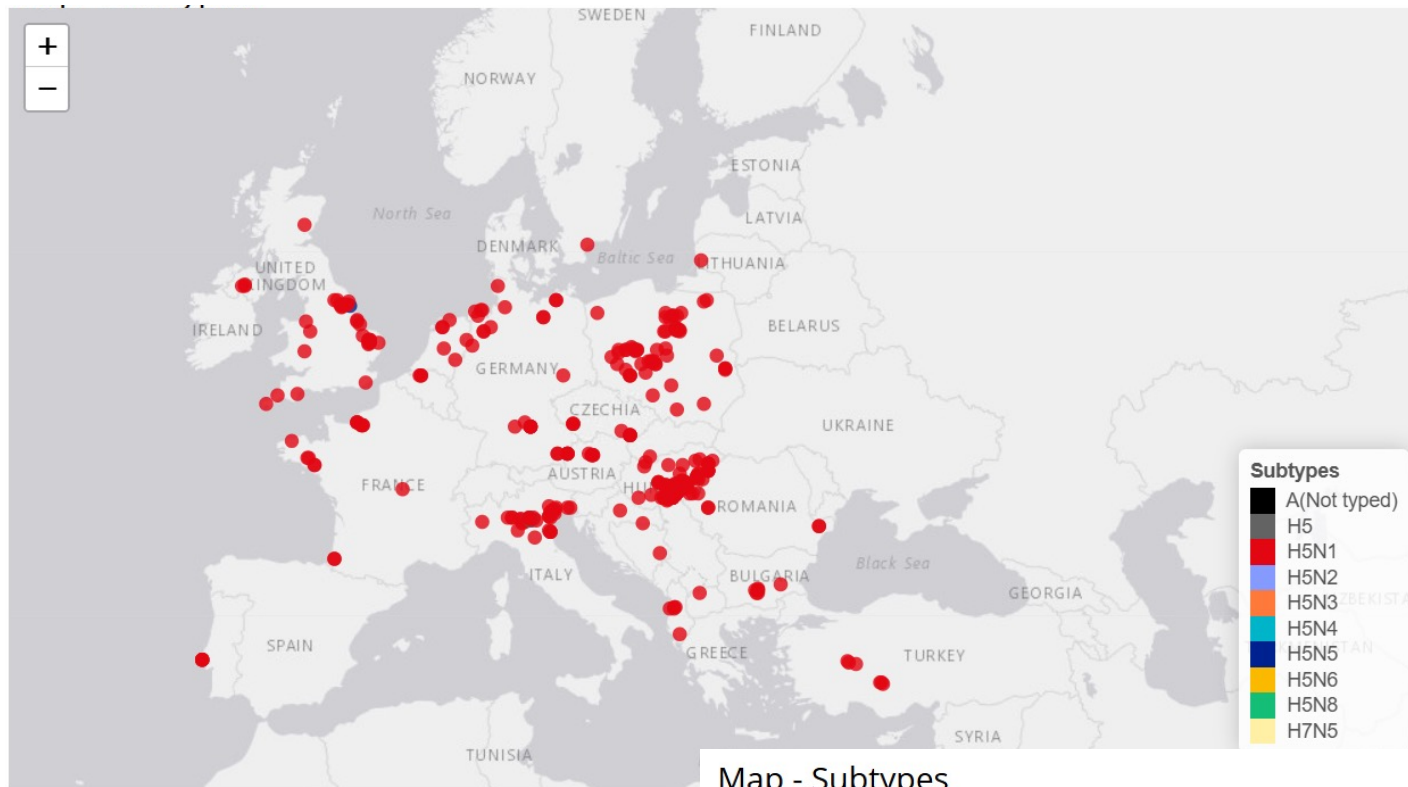 +
−
SWEDEN
FINLAND
NORWAY
ESTONIA
North Sea
LATVIA
DENMARK
Baltic Sea
THUANIA
UNITED
KINGDOM
IRELAND
BELARUS
GERMANY
CZECHIA
UKRAINE
AUSTRIA
FRANCE
HU
ROMANIA
ITALY
BULGARIA
Black Sea
GEORGIA
SPAIN
GREECE
TURKEY
TUNISIA
SYRIA
Subtypes
A(Not typed)
H5
H5N1
H5N2
H5N3
H5N4
H5N5
H5N6
H5N8
H7N5
Map - Subtypes